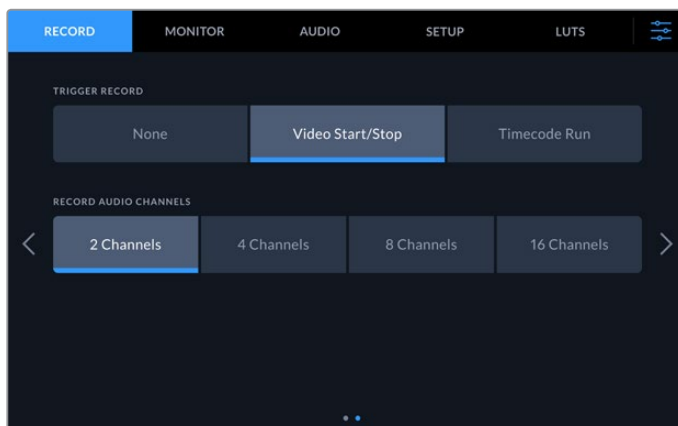 RECORD MONITOR AUDIO SETUP LUTS
TRIGGER RECORD
None Video Start/Stop Timecode Run
RECORD AUDIO CHANNELS
2 Channels 4 Channels 8 Channels 16 Channels